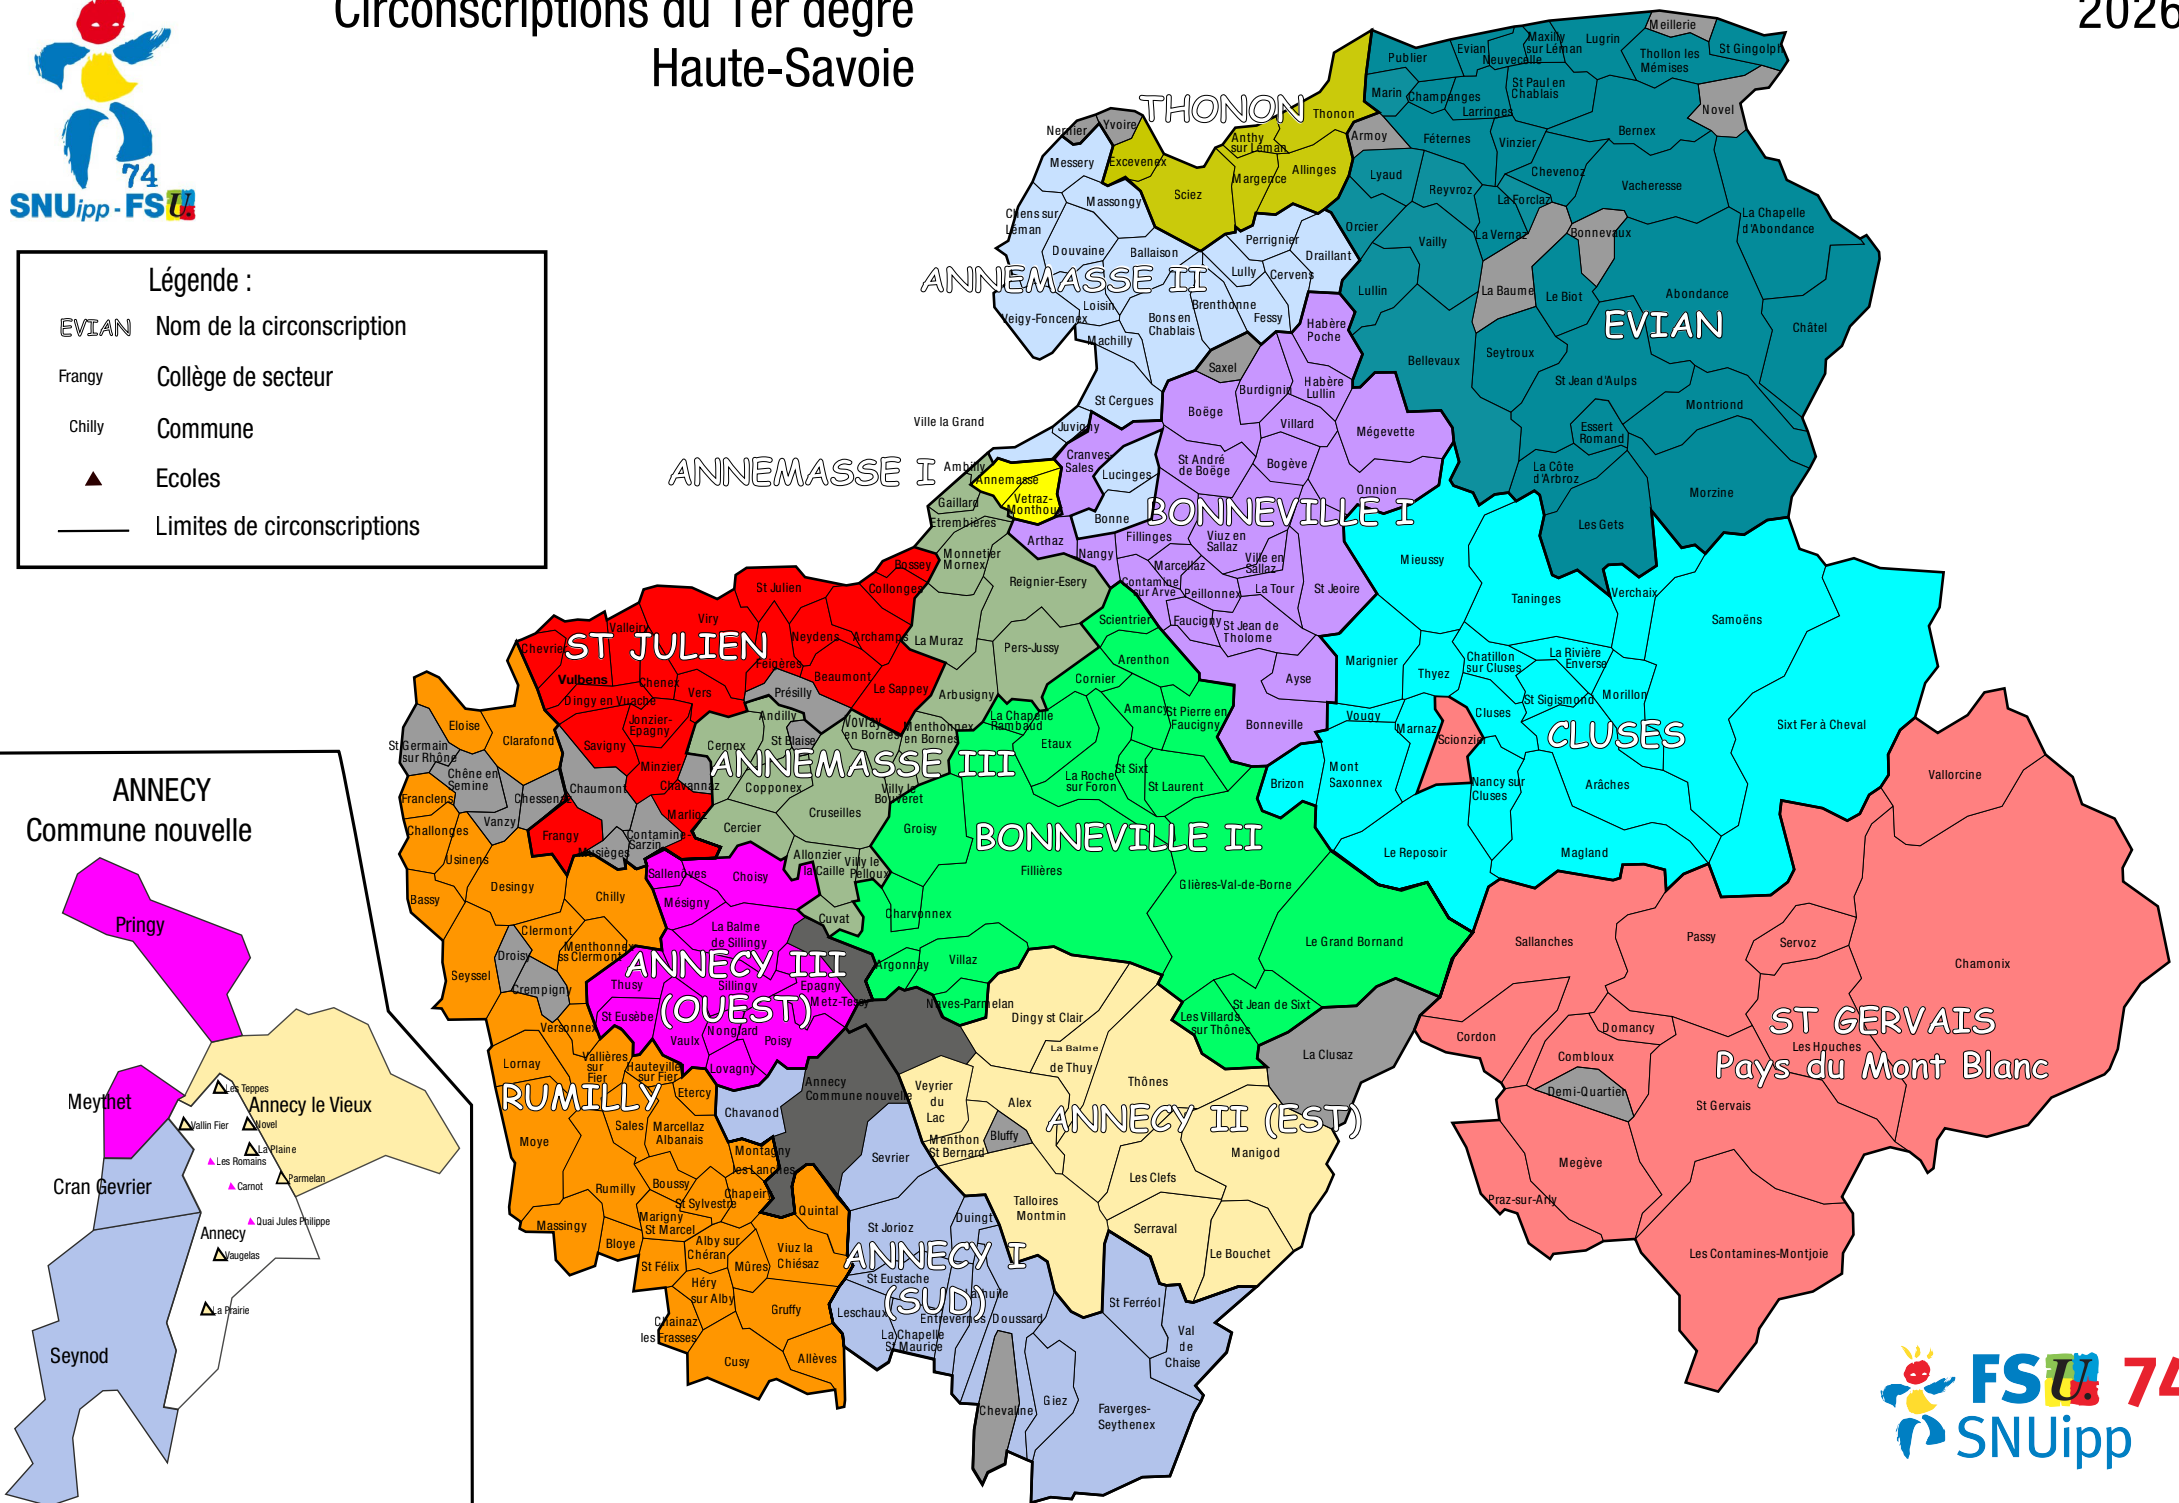 Circonscriptions du 1er degré
Haute-Savoie
2026
74
SNUipp - FSU.
Légende :
EVIAN Nom de la circonscription
Frangy Collège de secteur
Chilly Commune
Ecoles
Limites de circonscriptions
ANNECY
Commune nouvelle
Pringy
Meythet
Les Teppes
Annecy le Vieux
Vallin Fier
Novel
La Plaine
Les Romains
Parmelan
Carnot
Cran Gevrier
Quai Jules Philippe
Annecy
Vaugelas
La Prairie
Seynod
THONON
Thonon
Anthy
sur Léman
Margence
Allinges
Sciez
Excevenex
Yvoire
Nernier
Armoy
EVIAN
Publier
Evian
Neuvecelle
Maxilly
sur Léman
Lugrin
Meillerie
Thollon les
Mémises
St Gingolph
Novel
Marin
Champanges
Larringes
St Paul en
Chablais
Bernex
Féternes
Vinzier
Chevenoz
Vacheresse
La Chapelle
d'Abondance
Lyaud
Reyvroz
La Forclaz
Bonnevaux
Orcier
Vailly
La Vernaz
Lullin
La Baume
Le Biot
Abondance
Châtel
Bellevaux
Seytroux
St Jean d'Aulps
Montriond
Essert
Romand
La Côte
d'Arbroz
Morzine
Les Gets
ANNEMASSE II
Messery
Massongy
Chens sur
Léman
Douvaine
Ballaison
Perrignier
Draillant
Lully
Cervens
Loisin
Brenthonne
Fessy
Veigy-Foncenex
Bons en
Chablais
Machilly
St Cergues
Ville la Grand
Juvigny
Lucinges
Bonne
ANNEMASSE I
Annemasse
Vetraz-
Monthoux
BONNEVILLE I
Habère
Poche
Saxel
Burdignin
Habère
Lullin
Boëge
Villard
Mégevette
St André
de Boëge
Bogève
Onnion
Cranves
Sales
Arthaz
Nangy
Fillinges
Viuz en
Sallaz
Ville en
Sallaz
Marcellaz
Contamine
sur Arve
Peillonnex
La Tour
St Jeoire
Faucigny
St Jean de
Tholome
Ayse
Bonneville
CLUSES
Mieussy
Taninges
Verchaix
Samoëns
Marignier
Thyez
Chatillon
sur Cluses
La Rivière
Enverse
St Sigismond
Morillon
Sixt Fer à Cheval
Vougy
Marnaz
Cluses
Scionzier
Brizon
Mont
Saxonnex
Nancy sur
Cluses
Arâches
Le Reposoir
Magland
ST GERVAIS
Pays du Mont Blanc
Vallorcine
Sallanches
Passy
Servoz
Chamonix
Cordon
Domancy
Les Houches
Combloux
Demi-Quartier
St Gervais
Megève
Praz-sur-Arly
Les Contamines-Montjoie
ANNEMASSE III
Ambilly
Gaillard
Etrembières
Monnetier
Mornex
Reignier-Esery
La Muraz
Pers-Jussy
Arbusigny
Menthonnex
en Bornes
Vovray
en Bornes
Andilly
St Blaise
Cernex
Copponex
Cruseilles
Villy le
Bouveret
Cercier
Allonzier
la Caille
Villy le
Pelloux
Cuvat
ST JULIEN
Bossey
Collonges
St Julien
Viry
Valleiry
Chevrier
Neydens
Archamps
Feigères
Beaumont
Le Sappey
Vulbens
Chenex
Vers
Présilly
Dingy en Vuache
Jonzier-
Epagny
Savigny
Minzier
Chavannaz
Chaumont
Marlioz
Contamine-
Sarzin
Frangy
Musièges
BONNEVILLE II
Scientrier
Arenthon
Cornier
Amancy
St Pierre en
Faucigny
La Chapelle
Rambaud
Etaux
La Roche
sur Foron
St Sixt
St Laurent
Groisy
Fillières
Glières-Val-de-Borne
Charvonnex
Le Grand Bornand
Argonnay
Villaz
Naves-Parmelan
Les Villards
sur Thônes
St Jean de Sixt
La Clusaz
RUMILLY
Eloise
Clarafond
St Germain
sur Rhône
Chêne en
Semine
Chessenaz
Franclens
Vanzy
Challonges
Usinens
Desingy
Bassy
Chilly
Clermont
Menthonnex
ss Clermont
Droisy
Crempigny
Seyssel
Versonnex
Lornay
Vallières
sur
Fier
Hauteville
sur Fier
Etercy
Moye
Sales
Marcellaz
Albanais
Montagny
les Lanches
Rumilly
Boussy
St Sylvestre
Chapeiry
Quintal
Massingy
Marigny
St Marcel
Bloye
Alby sur
Chéran
St Félix
Mûres
Viuz la
Chiésaz
Héry
sur Alby
Gruffy
Chainaz
les Frasses
Cusy
Allèves
ANNECY III
(OUEST)
Sallenôves
Choisy
Mésigny
La Balme
de Sillingy
Thusy
Sillingy
Epagny
Metz-Tessy
St Eusèbe
Nonglard
Vaulx
Poisy
Lovagny
Annecy
Commune nouvelle
ANNECY II (EST)
Dingy st Clair
La Balme
de Thuy
Veyrier
du
Lac
Alex
Thônes
Bluffy
Menthon
St Bernard
Manigod
Les Clefs
Talloires
Montmin
Serraval
Le Bouchet
ANNECY I
(SUD)
Chavanod
Sevrier
St Jorioz
Duingt
St Eustache
Lathuile
Leschaux
Entrevernes
Doussard
La Chapelle
St Maurice
St Ferréol
Val
de
Chaise
Chevaline
Giez
Faverges-
Seythenex
FSU. 74
SNUipp